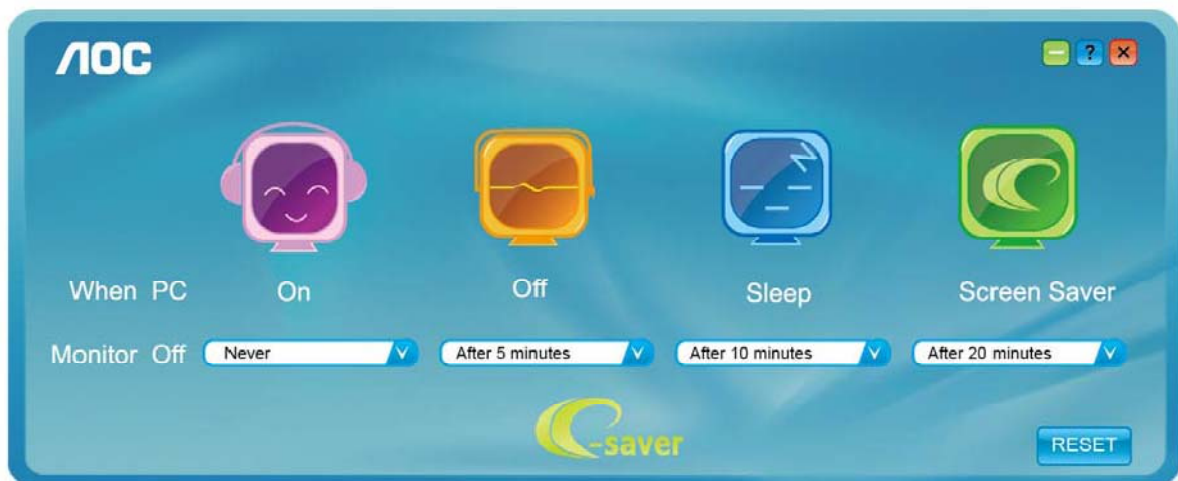 AOC
?
When PC On Off Sleep Screen Saver
Monitor Off Never After 5 minutes After 10 minutes After 20 minutes
e-saver
RESET